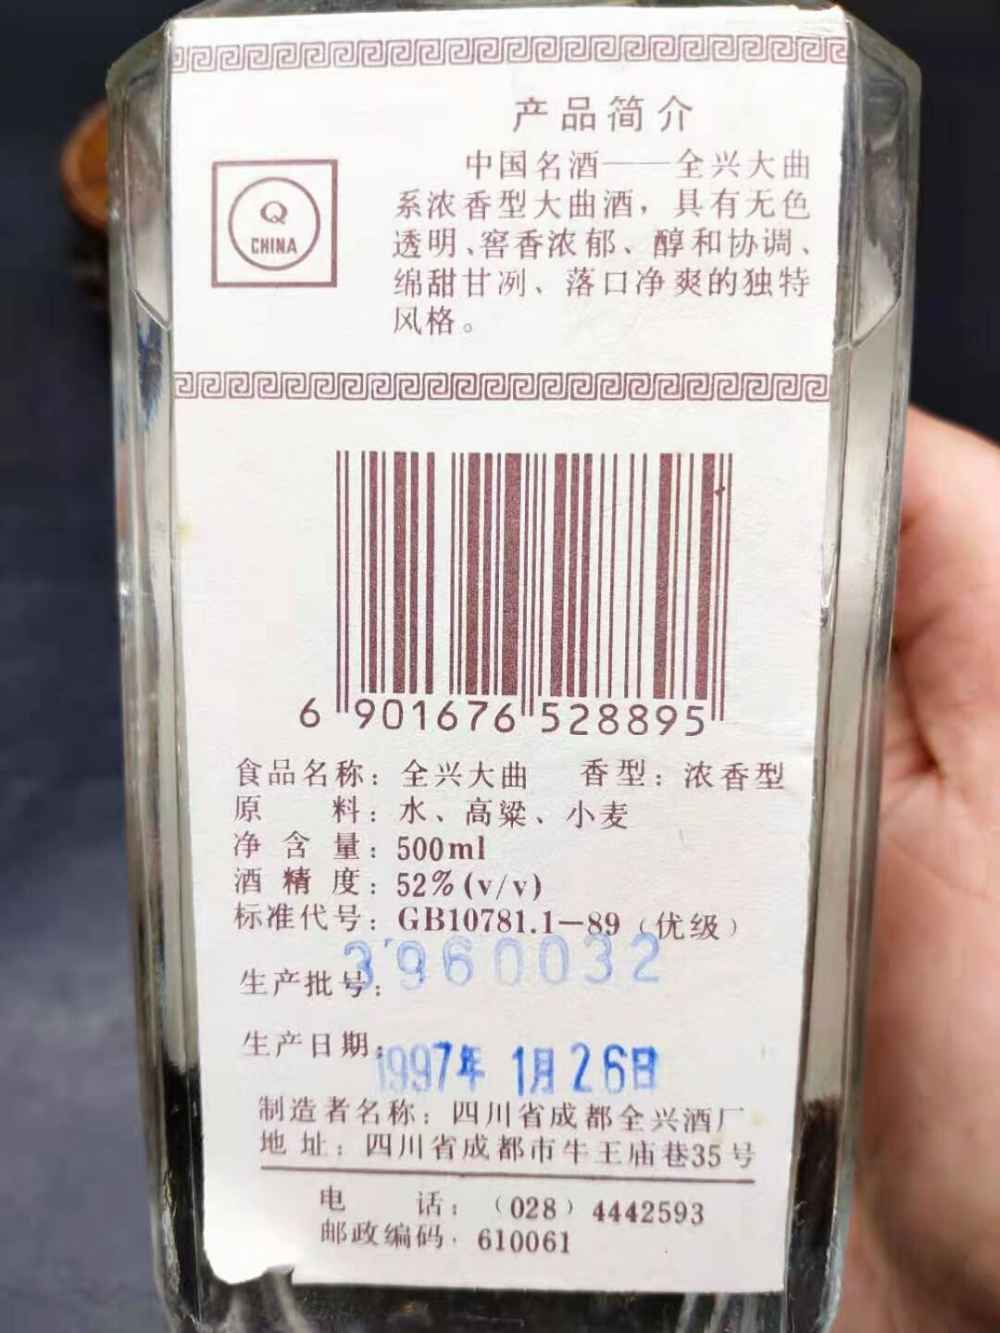 产品简介
Q
CHINA
中国名酒——全兴大曲
系浓香型大曲酒，具有无色
透明、窖香浓郁、醇和协调、
绵甜甘冽、落口净爽的独特
风格。
6 901676 528895
食品名称：全兴大曲 香型：浓香型
原 料：水、高粱、小麦
净含量：500ml
酒精度：52%(v/v)
标准代号：GB10781.1—89（优级）
生产批号：3960032
生产日期：1997年 1月26日
制造者名称：四川省成都全兴酒厂
地址：四川省成都市牛王庙巷35号
电 话：（028）4442593
邮政编码：610061